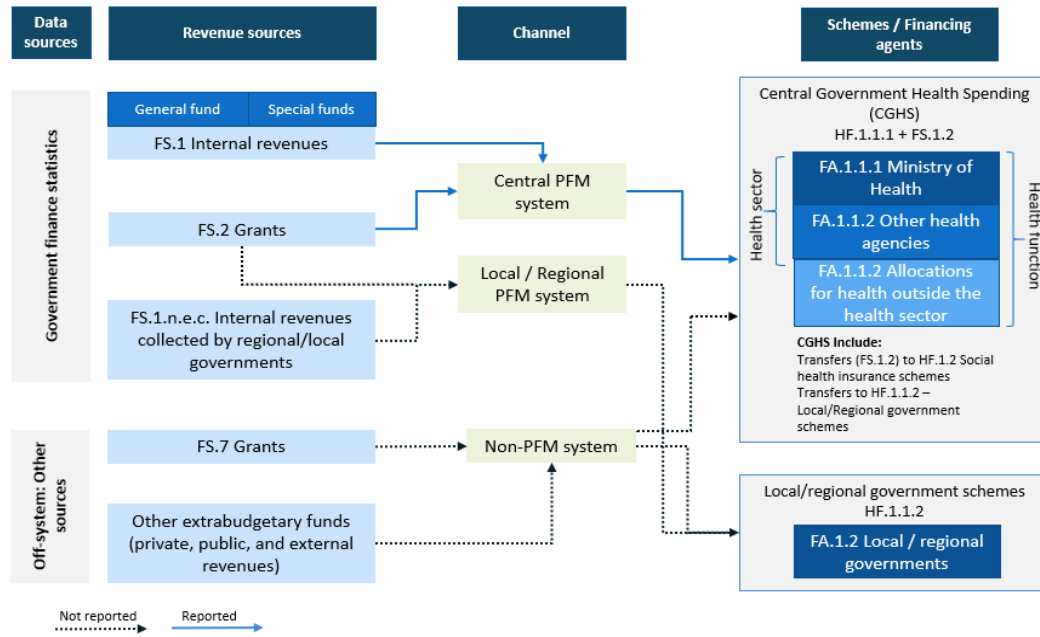 Data
sources
Revenue sources
Channel
Schemes / Financing
agents
Government finance statistics
General fund
Special funds
FS.1 Internal revenues
FS.2 Grants
FS.1.n.e.c. Internal revenues
collected by regional/local
governments
Central PFM
system
Local / Regional
PFM system
Central Government Health Spending
(CGHS)
HF.1.1.1 + FS.1.2
Health sector
FA.1.1.1 Ministry of
Health
FA.1.1.2 Other health
agencies
FA.1.1.2 Allocations
for health outside the
health sector
Health function
CGHS Include:
Transfers (FS.1.2) to HF.1.2 Social
health insurance schemes
Transfers to HF.1.1.2 –
Local/Regional government
schemes
Off-system: Other
sources
FS.7 Grants
Other extrabudgetary funds
(private, public, and external
revenues)
Non-PFM system
Local/regional government schemes
HF.1.1.2
FA.1.2 Local / regional
governments
Not reported
Reported